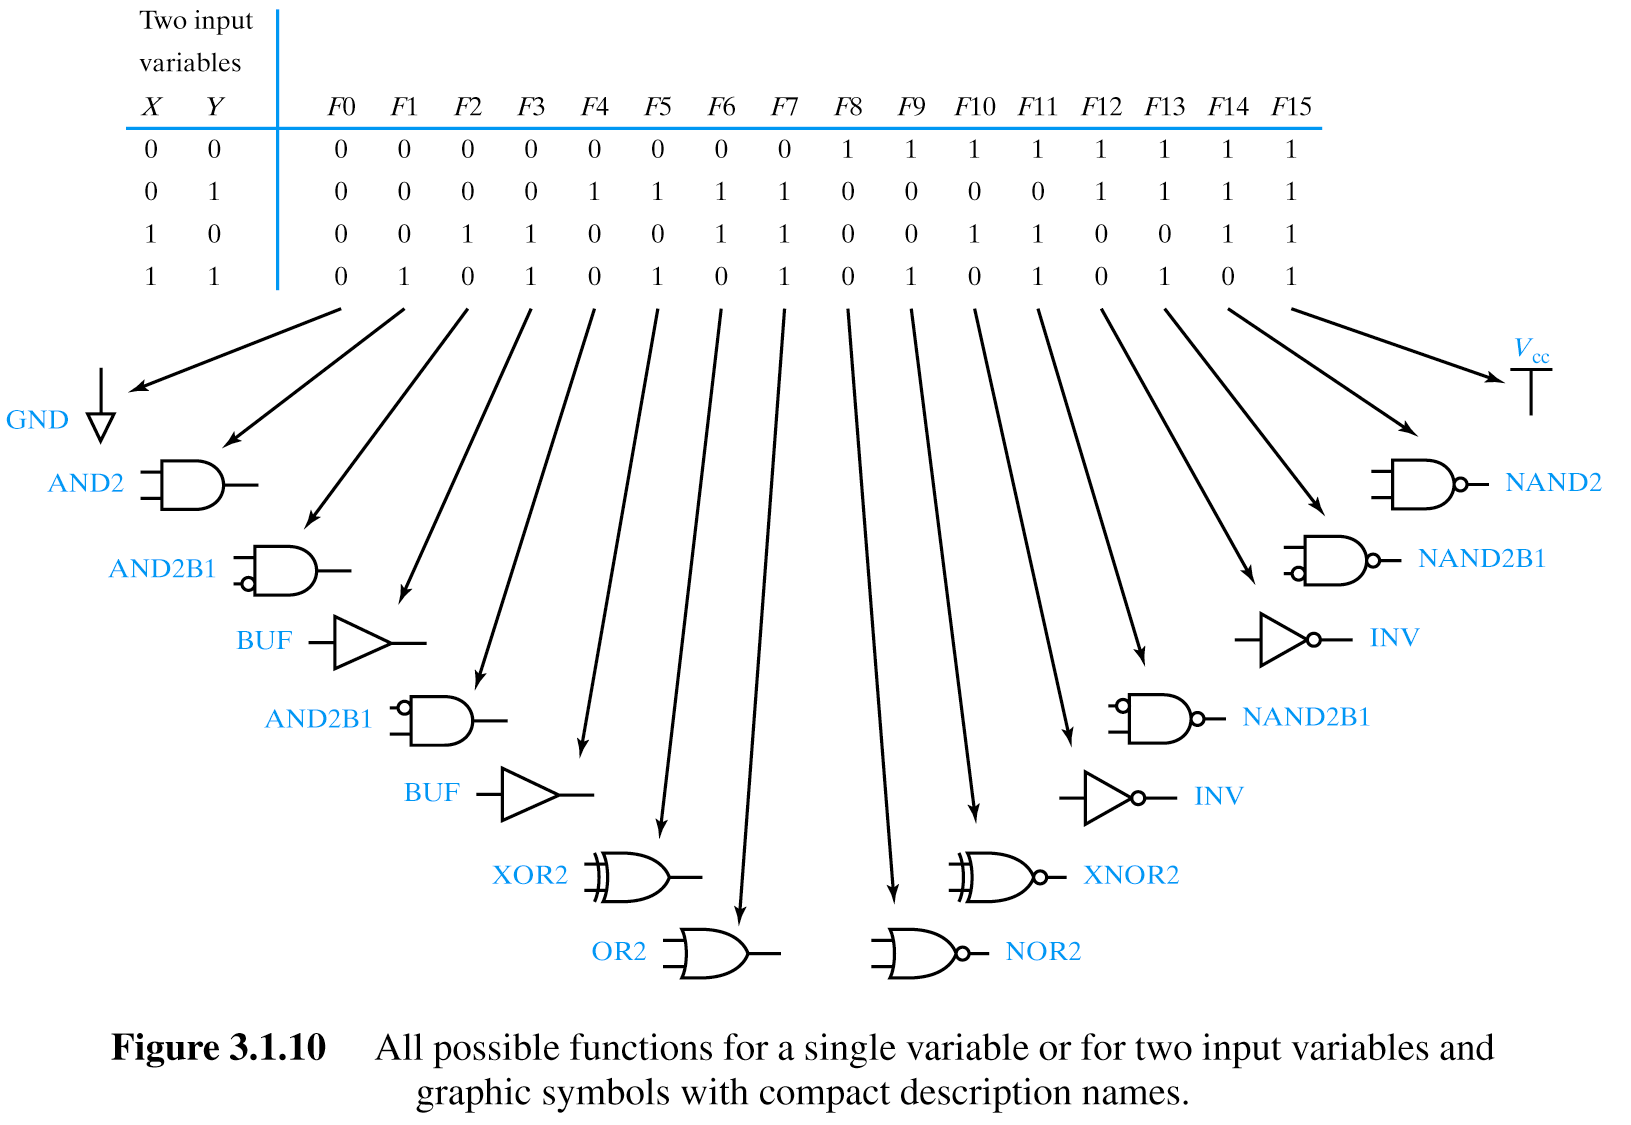 Two input
variables
X Y F0 F1 F2 F3 F4 F5 F6 F7 F8 F9 F10 F11 F12 F13 F14 F15
0 0 0 0 0 0 0 0 0 0 1 1 1 1 1 1 1 1
0 1 0 0 0 0 1 1 1 1 0 0 0 0 1 1 1 1
1 0 0 0 1 1 0 0 1 1 0 0 1 1 0 0 1 1
1 1 0 1 0 1 0 1 0 1 0 1 0 1 0 1 0 1
Vcc
GND
AND2 NAND2
AND2B1 NAND2B1
BUF INV
AND2B1 NAND2B1
BUF INV
XOR2 XNOR2
OR2 NOR2
Figure 3.1.10 All possible functions for a single variable or for two input variables and
graphic symbols with compact description names.